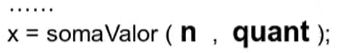 ......
x = somaValor ( n , quant );